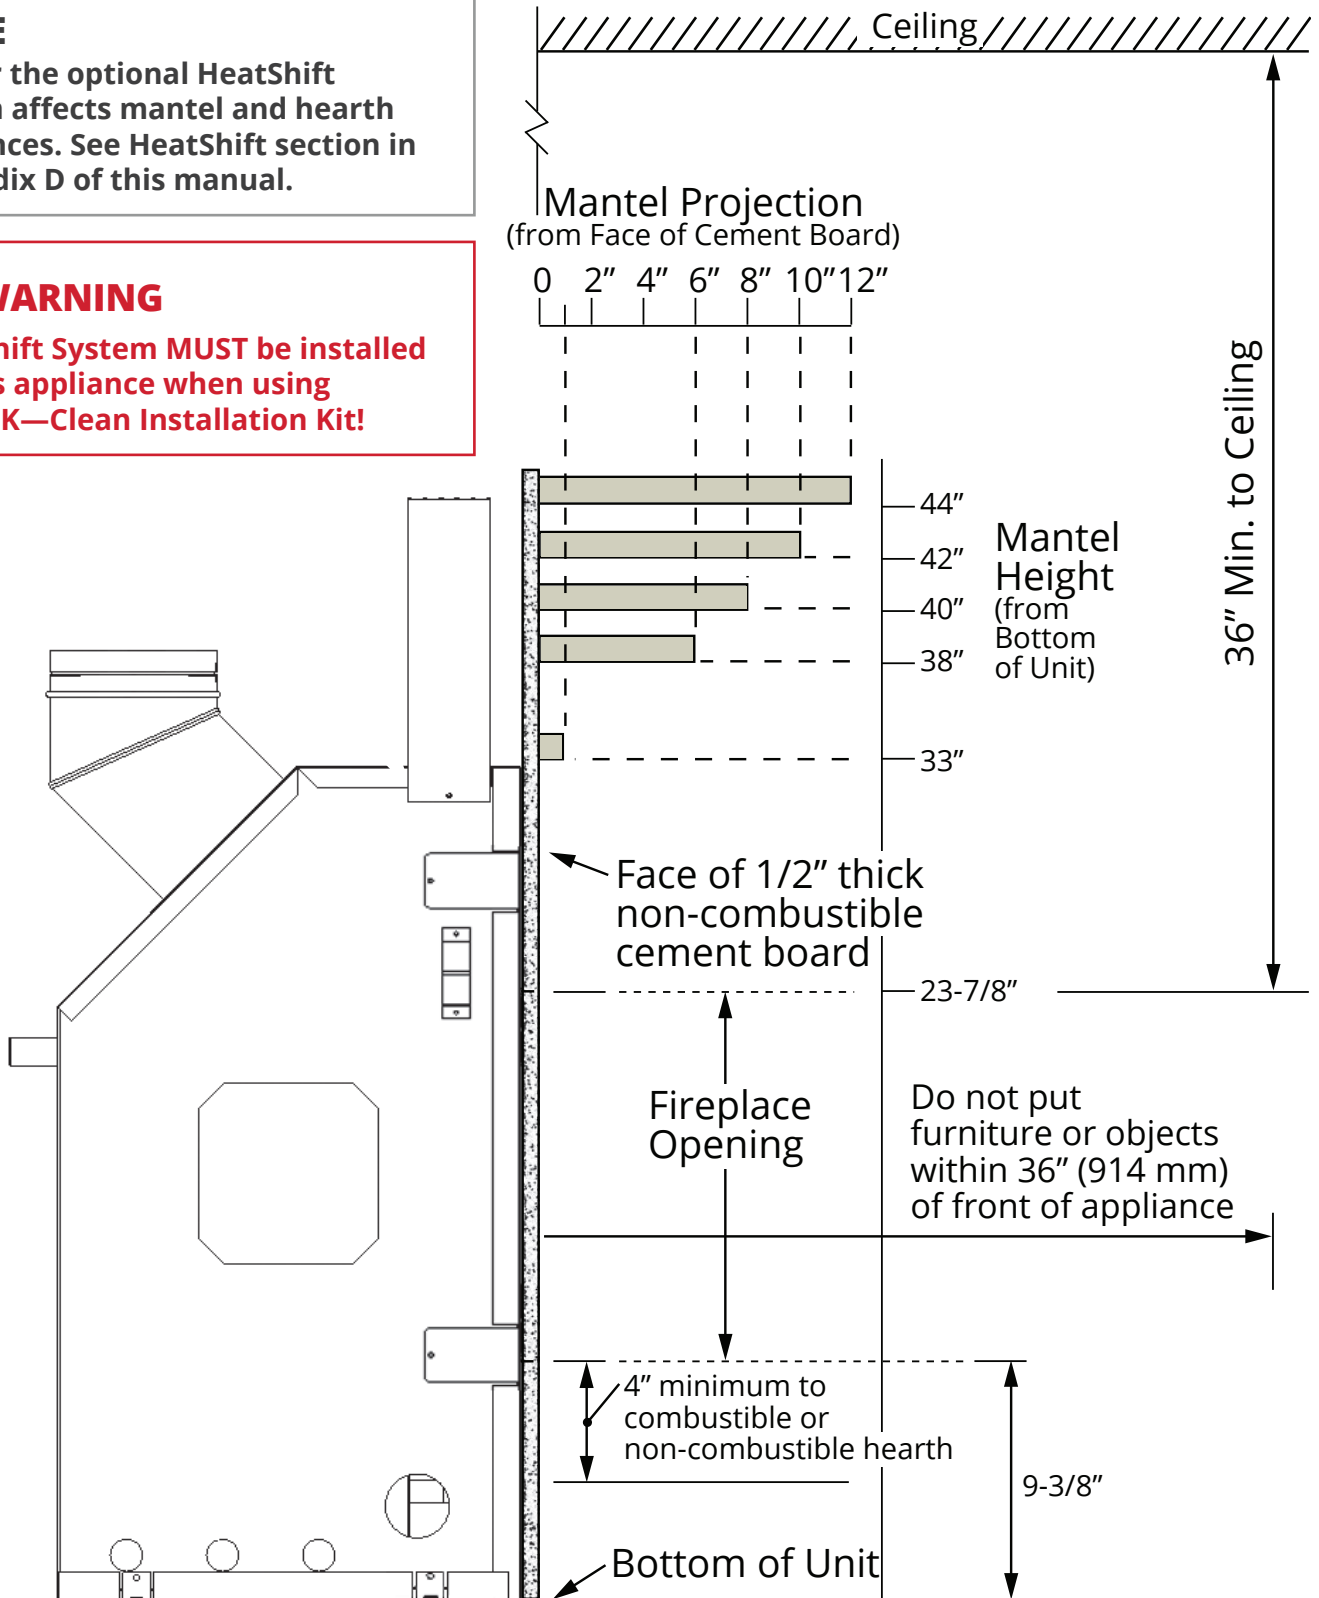 Ceiling
the optional HeatShift
affects mantel and hearth
See HeatShift section in
D of this manual.
Mantel Projection
(from Face of Cement Board)
0 2” 4” 6” 8” 10” 12”
System MUST be installed
appliance when using
K—Clean Installation Kit!
36” Min. to Ceiling
44”
42”
40”
38”
33”
Mantel
Height
(from
Bottom
of Unit)
Face of 1/2” thick
non-combustible
cement board
23-7/8”
Fireplace
Opening
Do not put
furniture or objects
within 36” (914 mm)
of front of appliance
4” minimum to
combustible or
non-combustible hearth
9-3/8”
Bottom of Unit